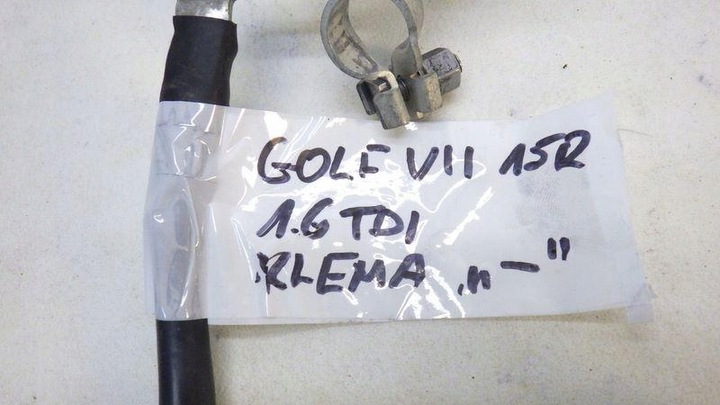 GOLF VII 15R
1.6 TDI
KLEMA „-"